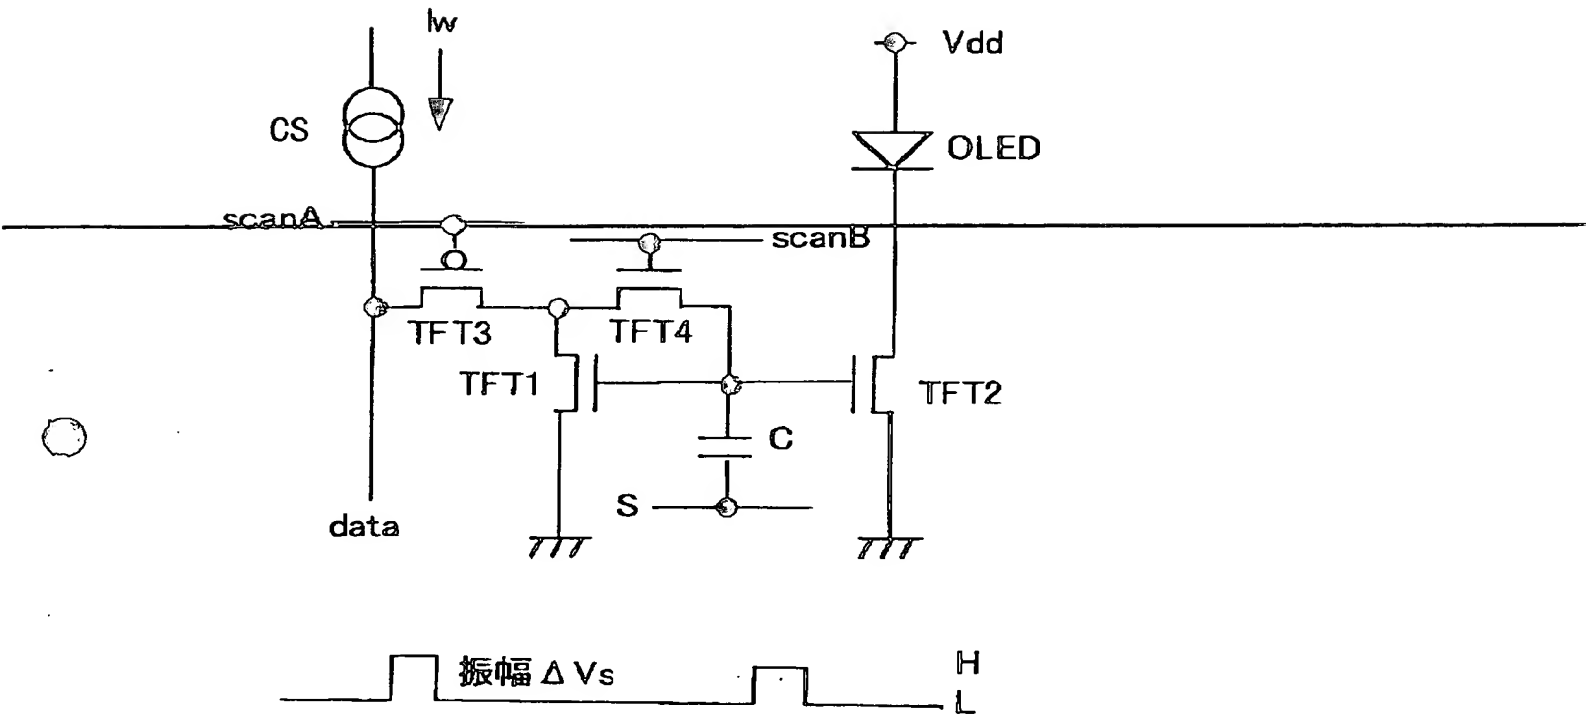 Iw
Vdd
CS
OLED
scanA
scanB
TFT3
TFT4
TFT1
TFT2
C
S
data
振幅ΔVs
H
L